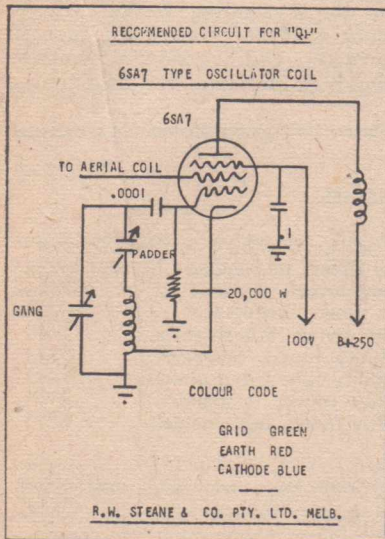 RECOMMENDED CIRCUIT FOR "Q+"
6SA7 TYPE OSCILLATOR COIL
6SA7
TO AERIAL COIL
.0001
PADDER
.1
20,000 W
GANG
100V
B+250
COLOUR CODE
GRID GREEN
EARTH RED
CATHODE BLUE
R.W. STEANE & CO. PTY. LTD. MELB.